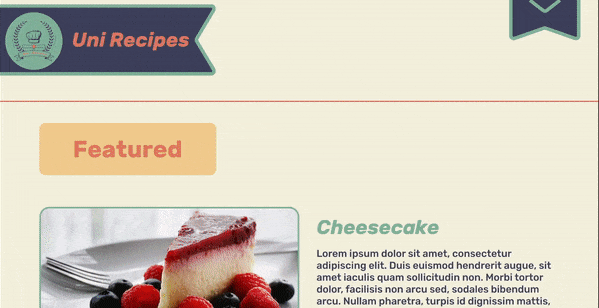 Uni Recipes
Featured
Cheesecake
Lorem ipsum dolor sit amet, consectetur
adipiscing elit. Duis euismod hendrerit augue, sit
amet iaculis quam sollicitudin non. Morbi tortor
dolor, facilisis non arcu sed, sodales bibendum
arcu. Nullam pharetra, turpis id dignissim mattis,